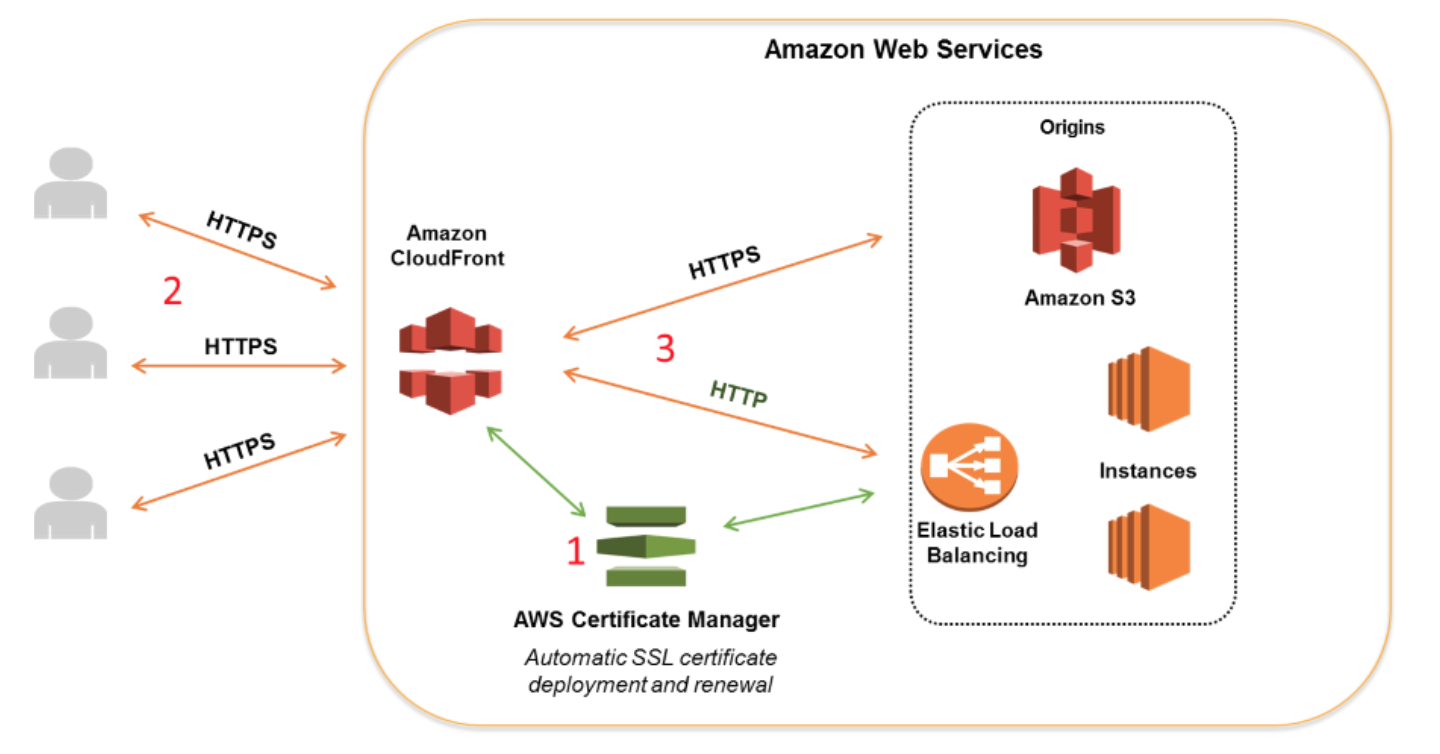 Amazon Web Services
Origins
HTTPS
2
Amazon
CloudFront
HTTPS
Amazon S3
HTTPS
3
HTTP
HTTPS
Instances
Elastic Load
Balancing
1
AWS Certificate Manager
Automatic SSL certificate
deployment and renewal